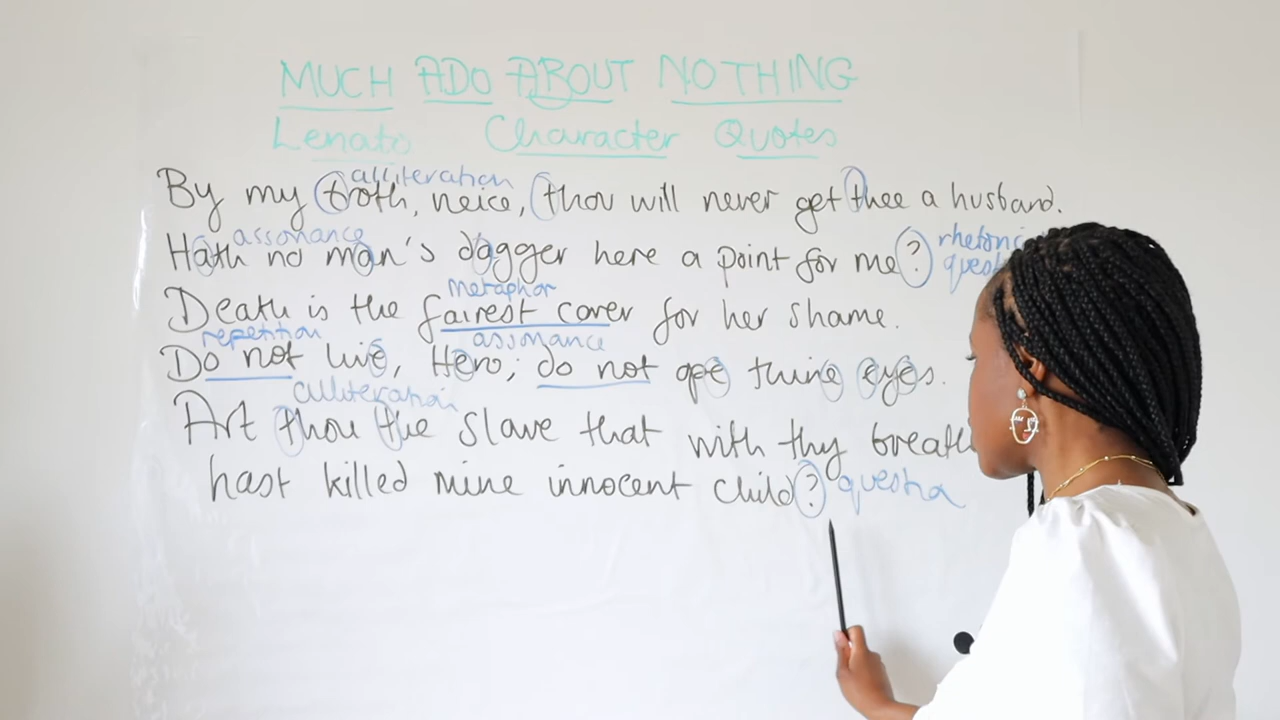 MUCH ADO ABOUT NOTHING
Lenato Character Quotes
alliteration
By my troth, neice, thou will never get thee a husband.
assonance rhetoric
Hath no man's dagger here a point for me? quest
metaphor
Death is the fairest cover for her shame.
repetition assonance
Do not live, Hero; do not ope thine eyes.
alliteration
Art thou the slave that with thy breath
hast killed mine innocent child? questio